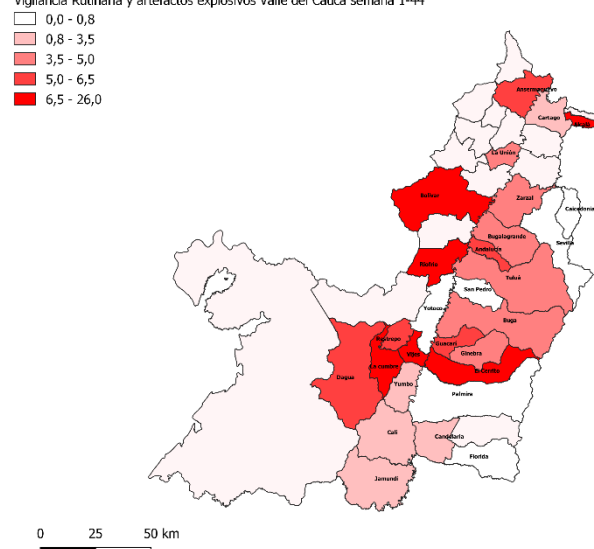 Vigilancia Rutinaria y artefactos explosivos Valle del Cauca semana 1-44
0,0 - 0,8
0,8 - 3,5
3,5 - 5,0
5,0 - 6,5
6,5 - 26,0
Ansermanuevo
Cartago
La Unión
Bolívar
Zarzal
Caicedonia
Bugalagrande
Sevilla
Andalucía
Riofrío
Tuluá
San Pedro
Yotoco
Buga
Restrepo
Guacarí
Vijes
Ginebra
La cumbre
El Cerrito
Dagua
Yumbo
Palmira
Cali
Candelaria
Florida
Jamundí
0 25 50 km